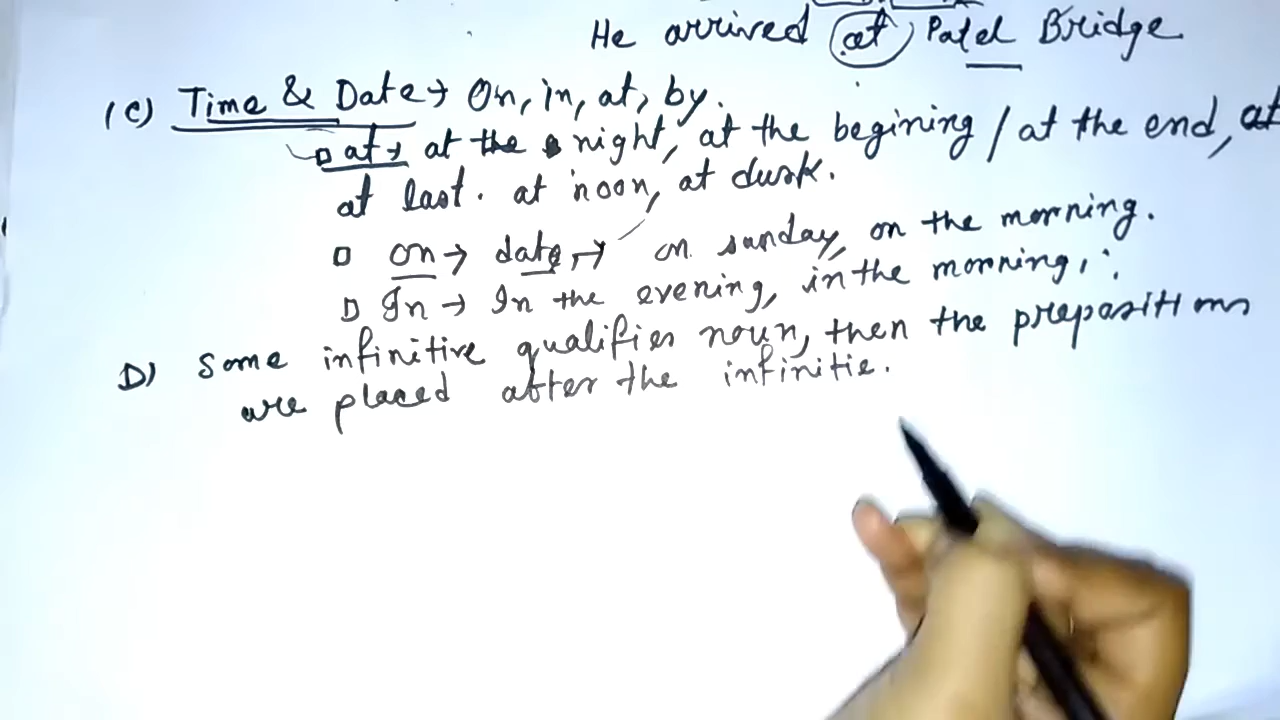 He arrived at Patel Bridge
(C) Time & Date → On, in, at, by.
at → at the night, at the begining / at the end, at
at last. at noon, at dusk.
on → date, → on sunday, on the morning.
In → In the evening, in the morning,
D) Some infinitive qualifies noun, then the prepasitions
are placed after the infinitie.